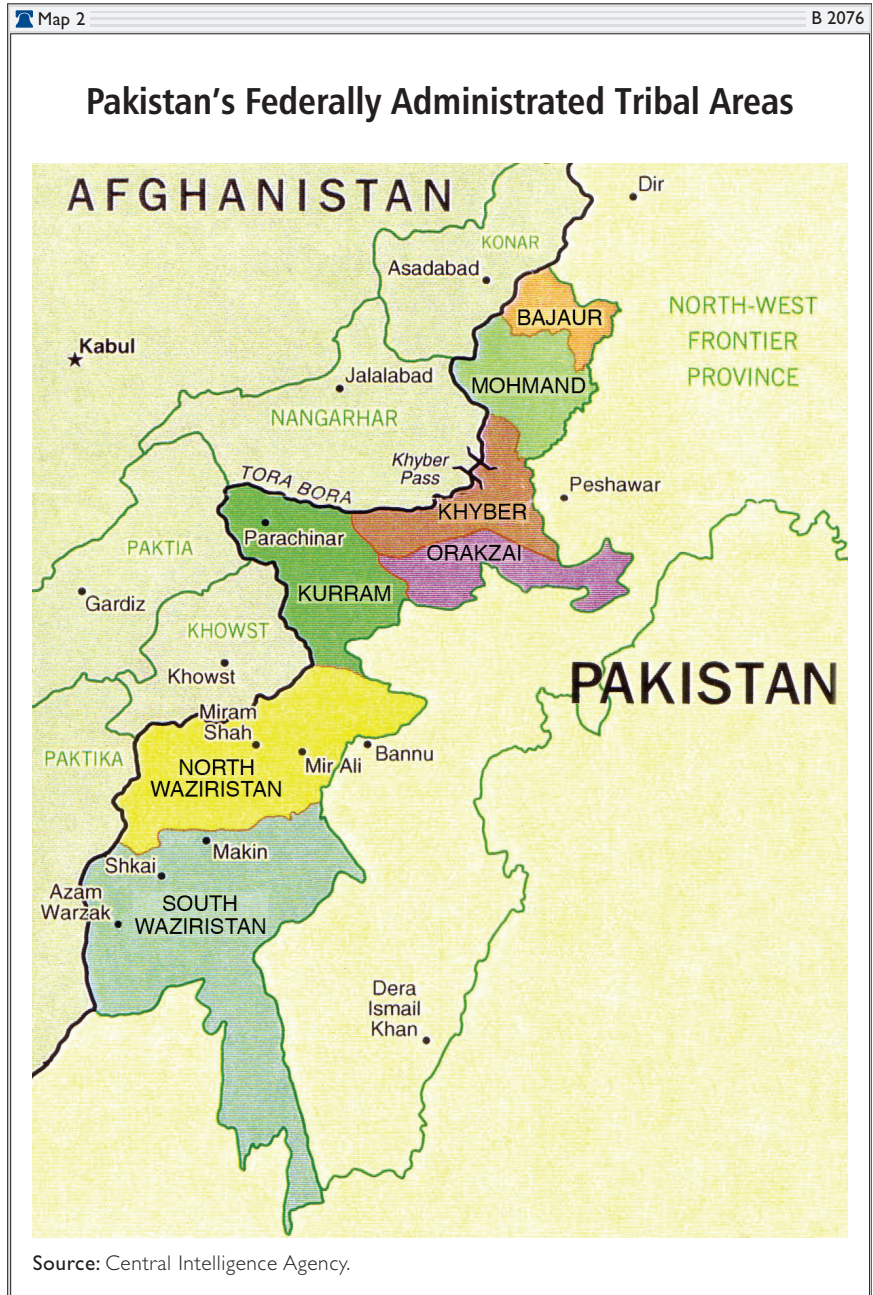 Map 2
B 2076
Pakistan's Federally Administrated Tribal Areas
AFGHANISTAN
Dir
KONAR
Asadabad
BAJAUR
NORTH-WEST
FRONTIER
PROVINCE
Kabul
Jalalabad
MOHMAND
NANGARHAR
Khyber
Pass
TORA BORA
Peshawar
KHYBER
Parachinar
ORAKZAI
PAKTIA
KURRAM
Gardiz
KHOWST
Khowst
PAKISTAN
Miram
Shah
PAKTIKA
Mir Ali
Bannu
NORTH
WAZIRISTAN
Makin
Shkai
Azam
Warzak
SOUTH
WAZIRISTAN
Dera
Ismail
Khan
Source: Central Intelligence Agency.